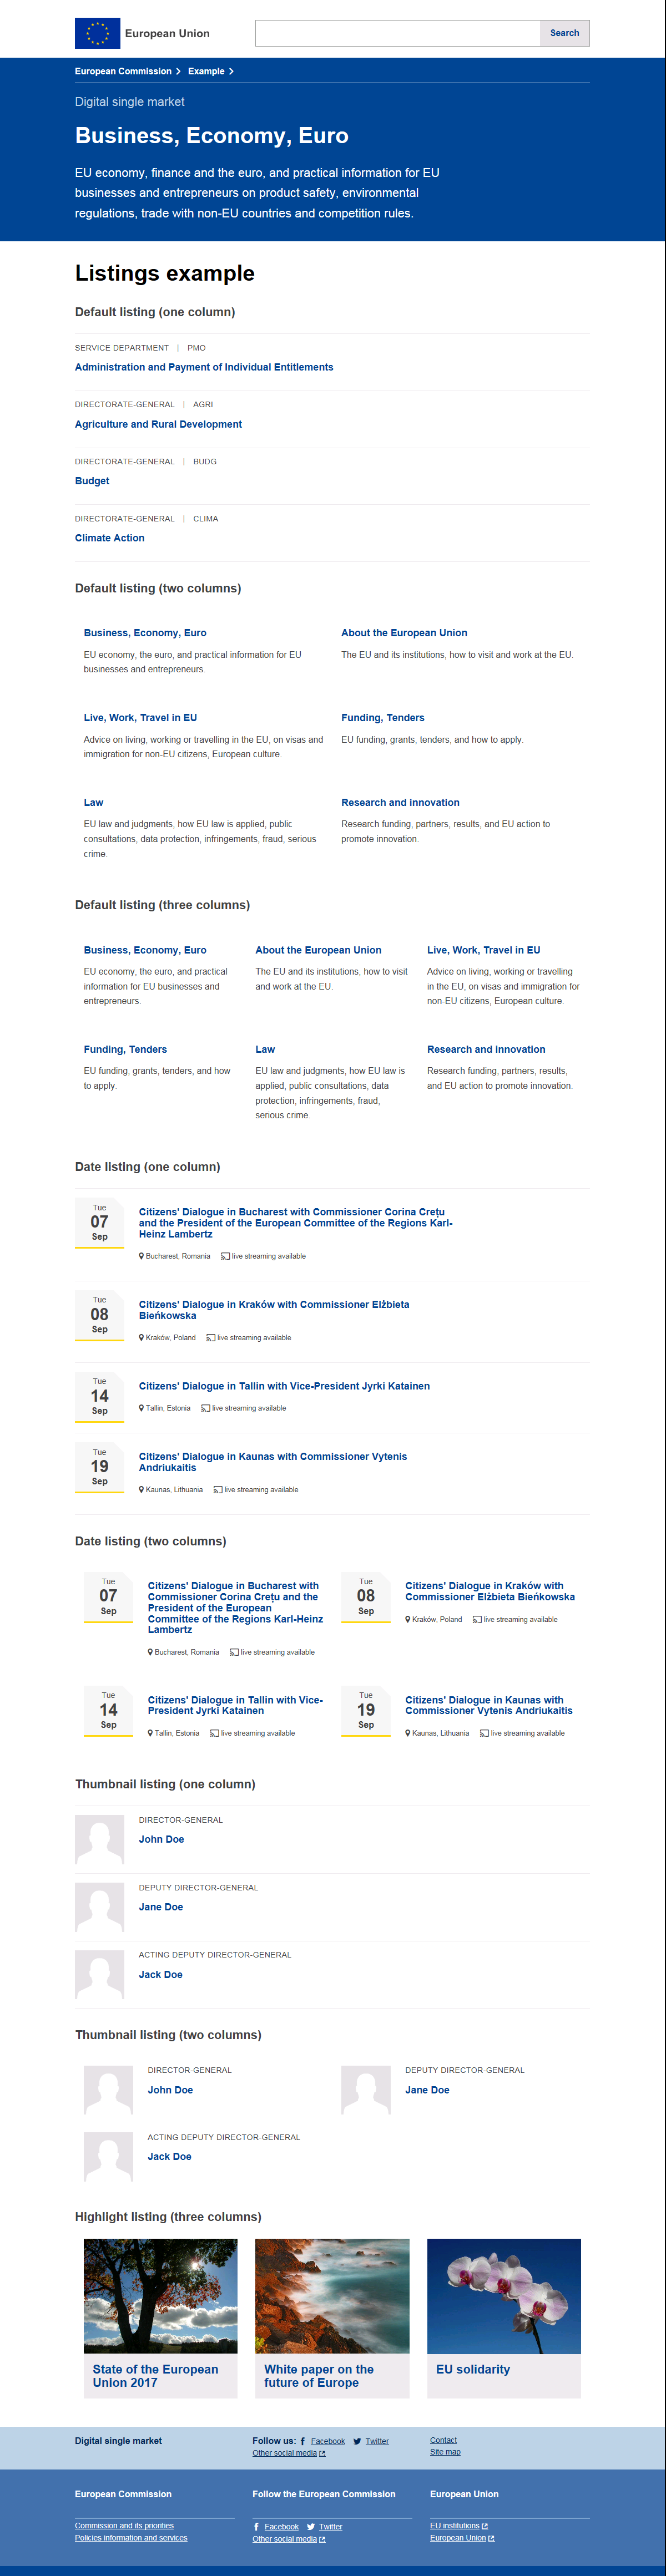 European Union
Search
European Commission
Example
Digital single market
Business, Economy, Euro
EU economy, finance and the euro, and practical information for EU
businesses and entrepreneurs on product safety, environmental
regulations, trade with non-EU countries and competition rules.
Listings example
Default listing (one column)
SERVICE DEPARTMENT | PMO
Administration and Payment of Individual Entitlements
DIRECTORATE-GENERAL | AGRI
Agriculture and Rural Development
DIRECTORATE-GENERAL | BUDG
Budget
DIRECTORATE-GENERAL | CLIMA
Climate Action
Default listing (two columns)
Business, Economy, Euro
EU economy, the euro, and practical information for EU
businesses and entrepreneurs.
About the European Union
The EU and its institutions, how to visit and work at the EU.
Live, Work, Travel in EU
Advice on living, working or travelling in the EU, on visas and
immigration for non-EU citizens, European culture.
Funding, Tenders
EU funding, grants, tenders, and how to apply.
Law
EU law and judgments, how EU law is applied, public
consultations, data protection, infringements, fraud, serious
crime.
Research and innovation
Research funding, partners, results, and EU action to
promote innovation.
Default listing (three columns)
Business, Economy, Euro
EU economy, the euro, and practical
information for EU businesses and
entrepreneurs.
About the European Union
The EU and its institutions, how to visit
and work at the EU.
Live, Work, Travel in EU
Advice on living, working or travelling
in the EU, on visas and immigration for
non-EU citizens, European culture.
Funding, Tenders
EU funding, grants, tenders, and how
to apply.
Law
EU law and judgments, how EU law is
applied, public consultations, data
protection, infringements, fraud,
serious crime.
Research and innovation
Research funding, partners, results,
and EU action to promote innovation.
Date listing (one column)
Tue
07
Sep
Citizens' Dialogue in Bucharest with Commissioner Corina Crețu
and the President of the European Committee of the Regions Karl-
Heinz Lambertz
Bucharest, Romania
live streaming available
Tue
08
Sep
Citizens' Dialogue in Kraków with Commissioner Elżbieta
Bieńkowska
Kraków, Poland
live streaming available
Tue
14
Sep
Citizens' Dialogue in Tallin with Vice-President Jyrki Katainen
Tallin, Estonia
live streaming available
Tue
19
Sep
Citizens' Dialogue in Kaunas with Commissioner Vytenis
Andriukaitis
Kaunas, Lithuania
live streaming available
Date listing (two columns)
Tue
07
Sep
Citizens' Dialogue in Bucharest with
Commissioner Corina Crețu and the
President of the European
Committee of the Regions Karl-Heinz
Lambertz
Bucharest, Romania
live streaming available
Tue
08
Sep
Citizens' Dialogue in Kraków with
Commissioner Elżbieta Bieńkowska
Kraków, Poland
live streaming available
Tue
14
Sep
Citizens' Dialogue in Tallin with Vice-
President Jyrki Katainen
Tallin, Estonia
live streaming available
Tue
19
Sep
Citizens' Dialogue in Kaunas with
Commissioner Vytenis Andriukaitis
Kaunas, Lithuania
live streaming available
Thumbnail listing (one column)
DIRECTOR-GENERAL
John Doe
DEPUTY DIRECTOR-GENERAL
Jane Doe
ACTING DEPUTY DIRECTOR-GENERAL
Jack Doe
Thumbnail listing (two columns)
DIRECTOR-GENERAL
John Doe
DEPUTY DIRECTOR-GENERAL
Jane Doe
ACTING DEPUTY DIRECTOR-GENERAL
Jack Doe
Highlight listing (three columns)
State of the European
Union 2017
White paper on the
future of Europe
EU solidarity
Digital single market
Follow us: Facebook Twitter
Other social media
Contact
Site map
European Commission
Commission and its priorities
Policies information and services
Follow the European Commission
Facebook Twitter
Other social media
European Union
EU institutions
European Union